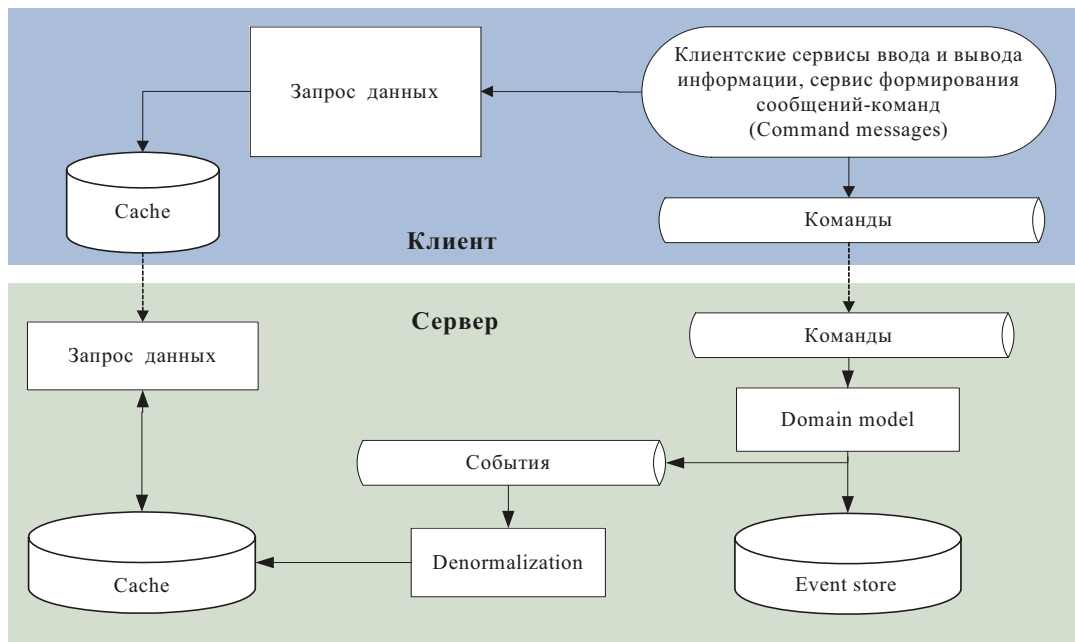 Клиентские сервисы ввода и вывода
информации, сервис формирования
сообщений-команд
(Command messages)
Запрос данных
Cache
Команды
Клиент
Сервер
Запрос данных
Команды
Domain model
События
Denormalization
Cache
Event store